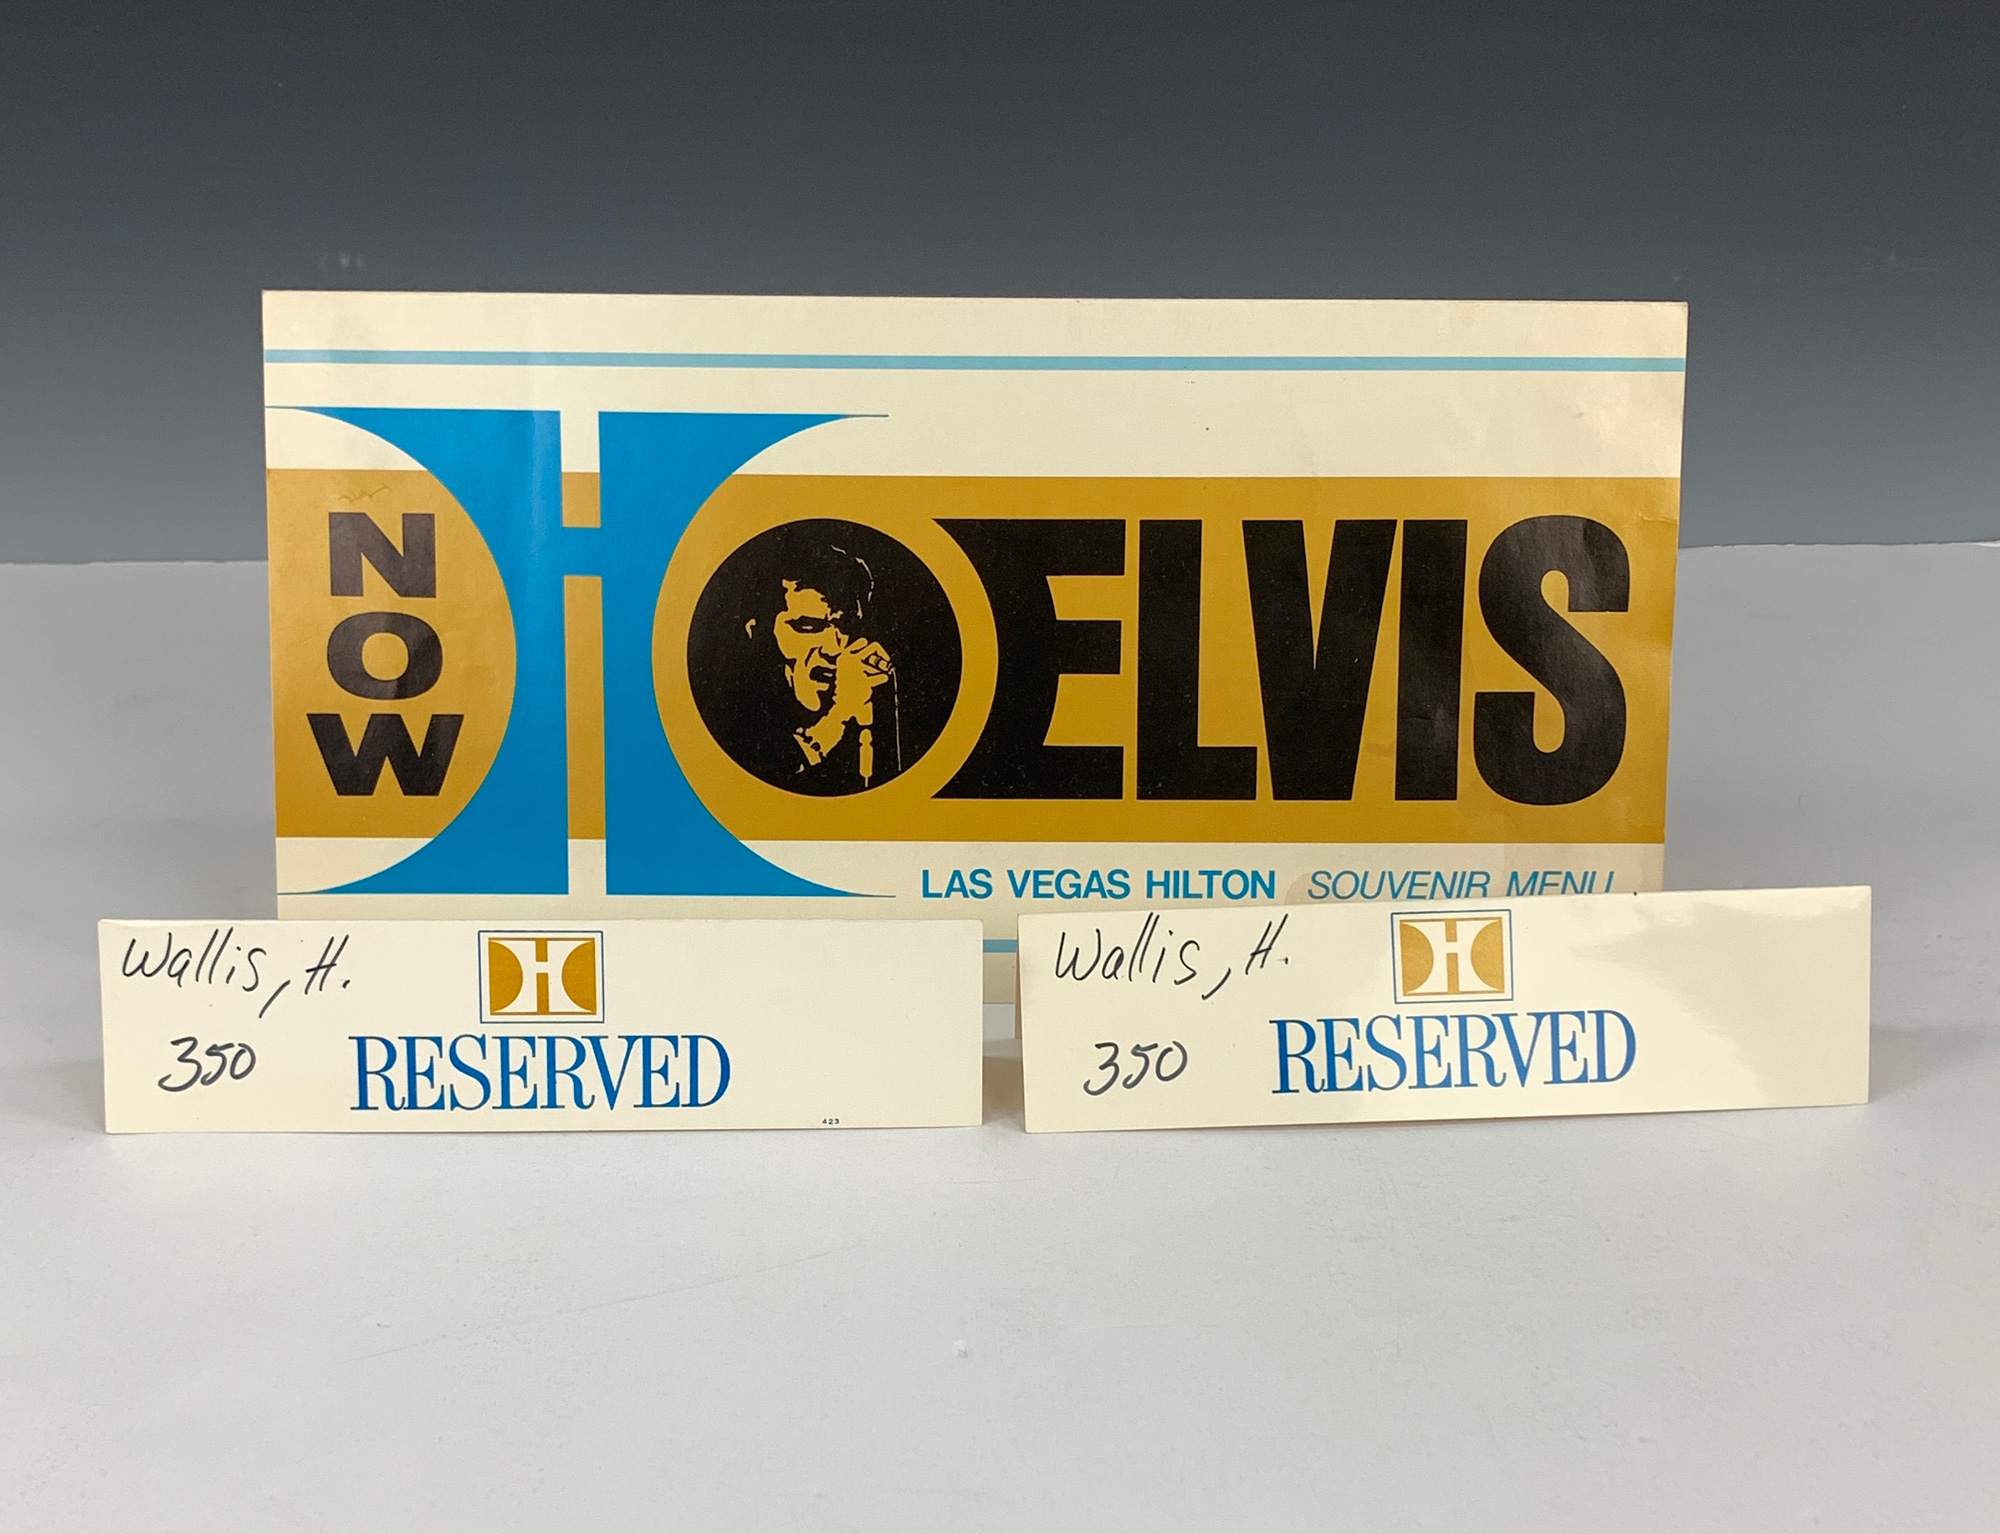 NOW
H
ELVIS
LAS VEGAS HILTON SOUVENIR MENU
Wallis, H.
350
H
RESERVED
423
Wallis, H.
350
H
RESERVED